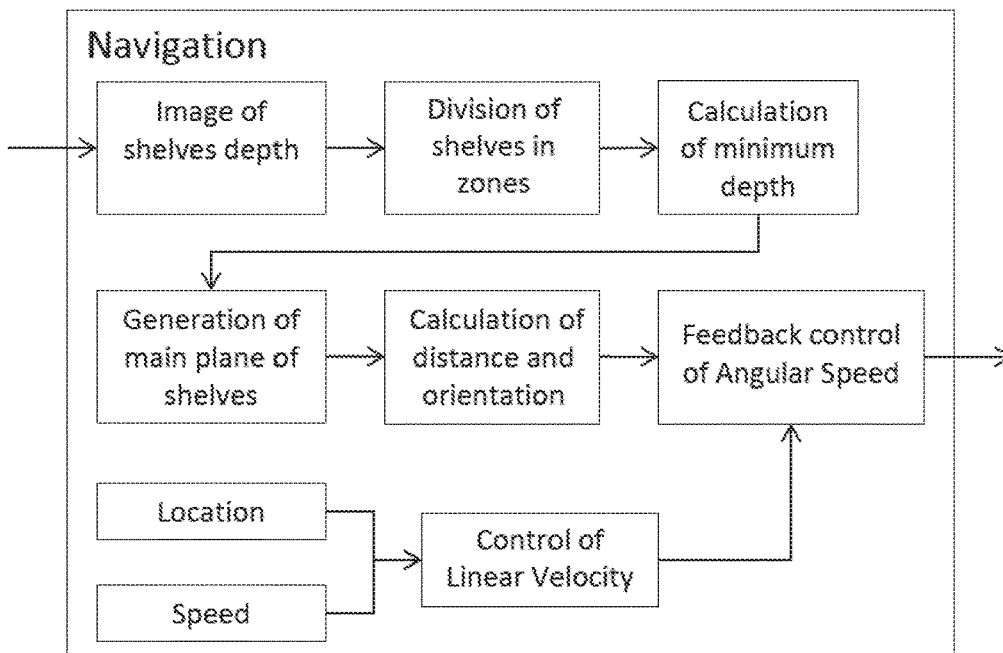 Navigation
Image of
shelves depth
Division of
shelves in
zones
Calculation
of minimum
depth
Generation of
main plane of
shelves
Calculation of
distance and
orientation
Feedback control
of Angular Speed
Location
Speed
Control of
Linear Velocity